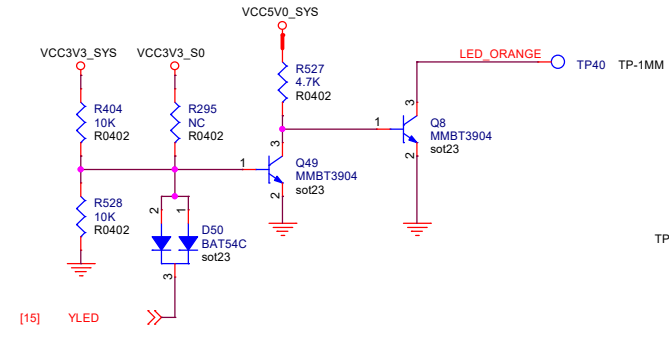 VCC5V0_SYS
VCC3V3_SYS
VCC3V3_S0
LED_ORANGE
TP40 TP-1MM
R527
4.7K
R0402
R404
10K
R0402
R295
NC
R0402
3
1
Q8
MMBT3904
sot23
2
3
1
Q49
MMBT3904
sot23
2
R528
10K
R0402
2
1
D50
BAT54C
sot23
3
TP
[15] YLED